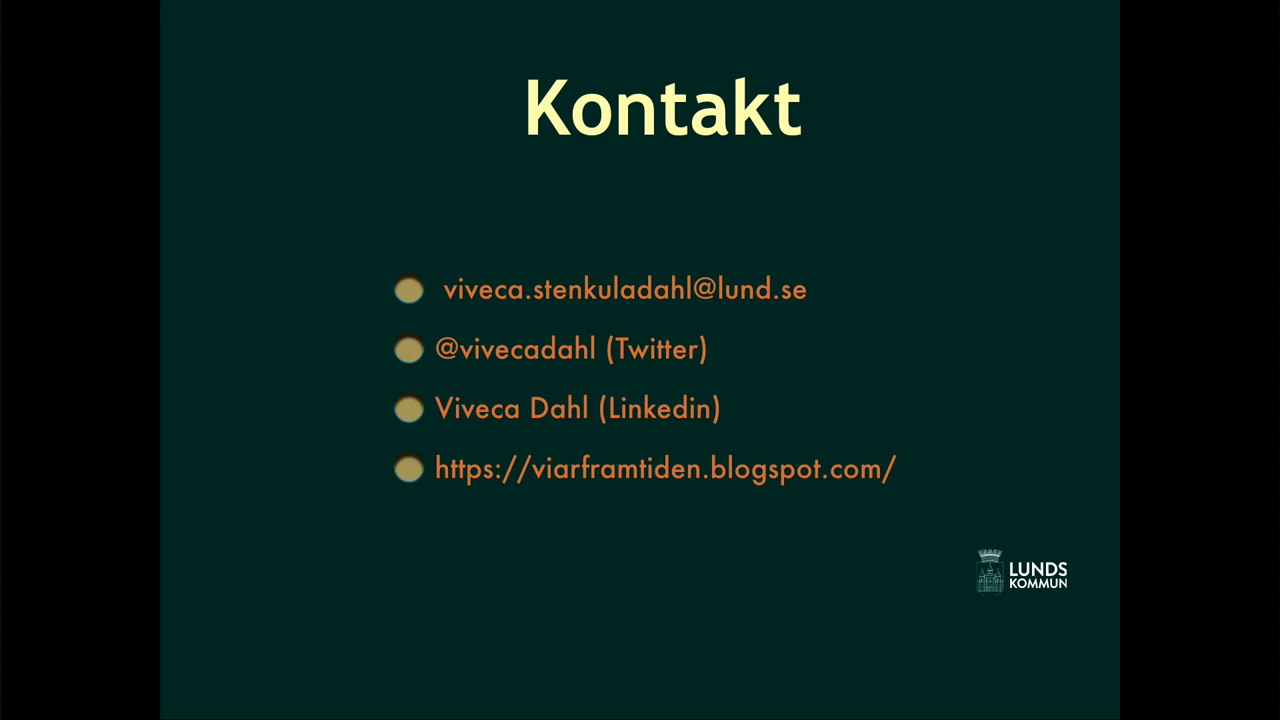 Kontakt
viveca.stenkuladahl@lund.se
@vivecadahl (Twitter)
Viveca Dahl (Linkedin)
https://viarframtiden.blogspot.com/
LUNDS
KOMMUN